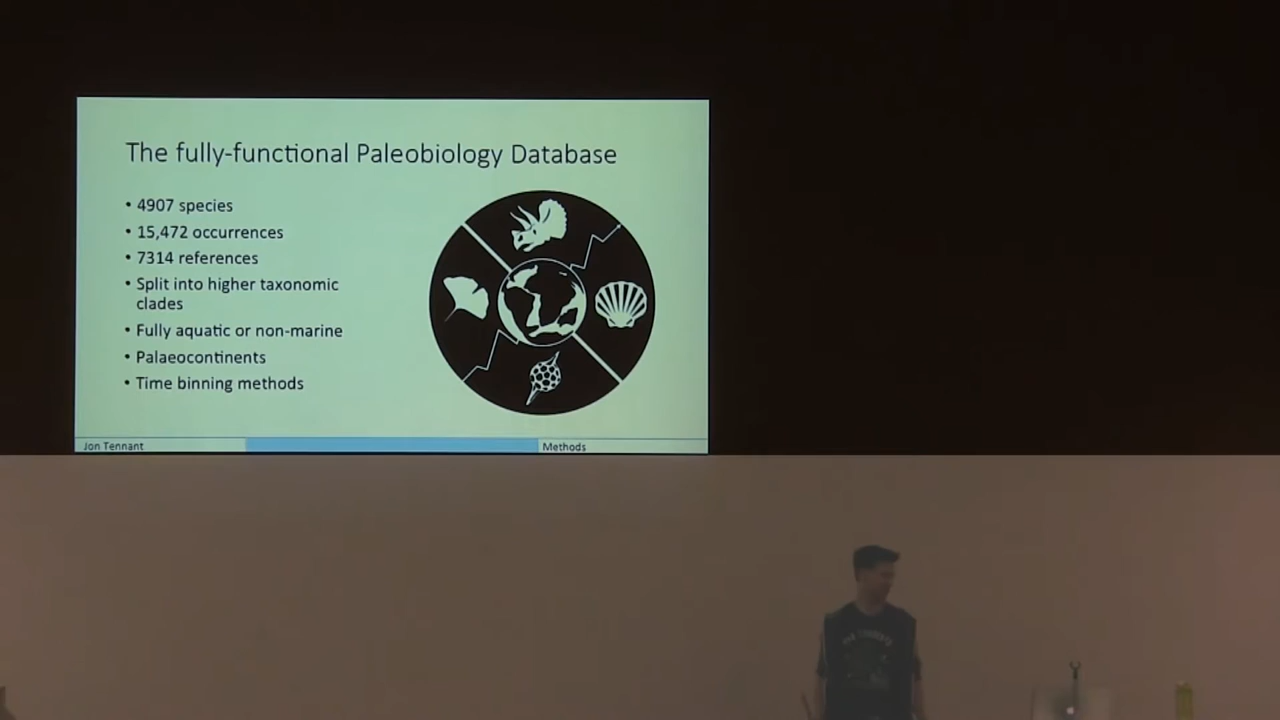 The fully-functional Paleobiology Database
• 4907 species
• 15,472 occurrences
• 7314 references
• Split into higher taxonomic
clades
• Fully aquatic or non-marine
• Palaeocontinents
• Time binning methods
Jon Tennant
Methods